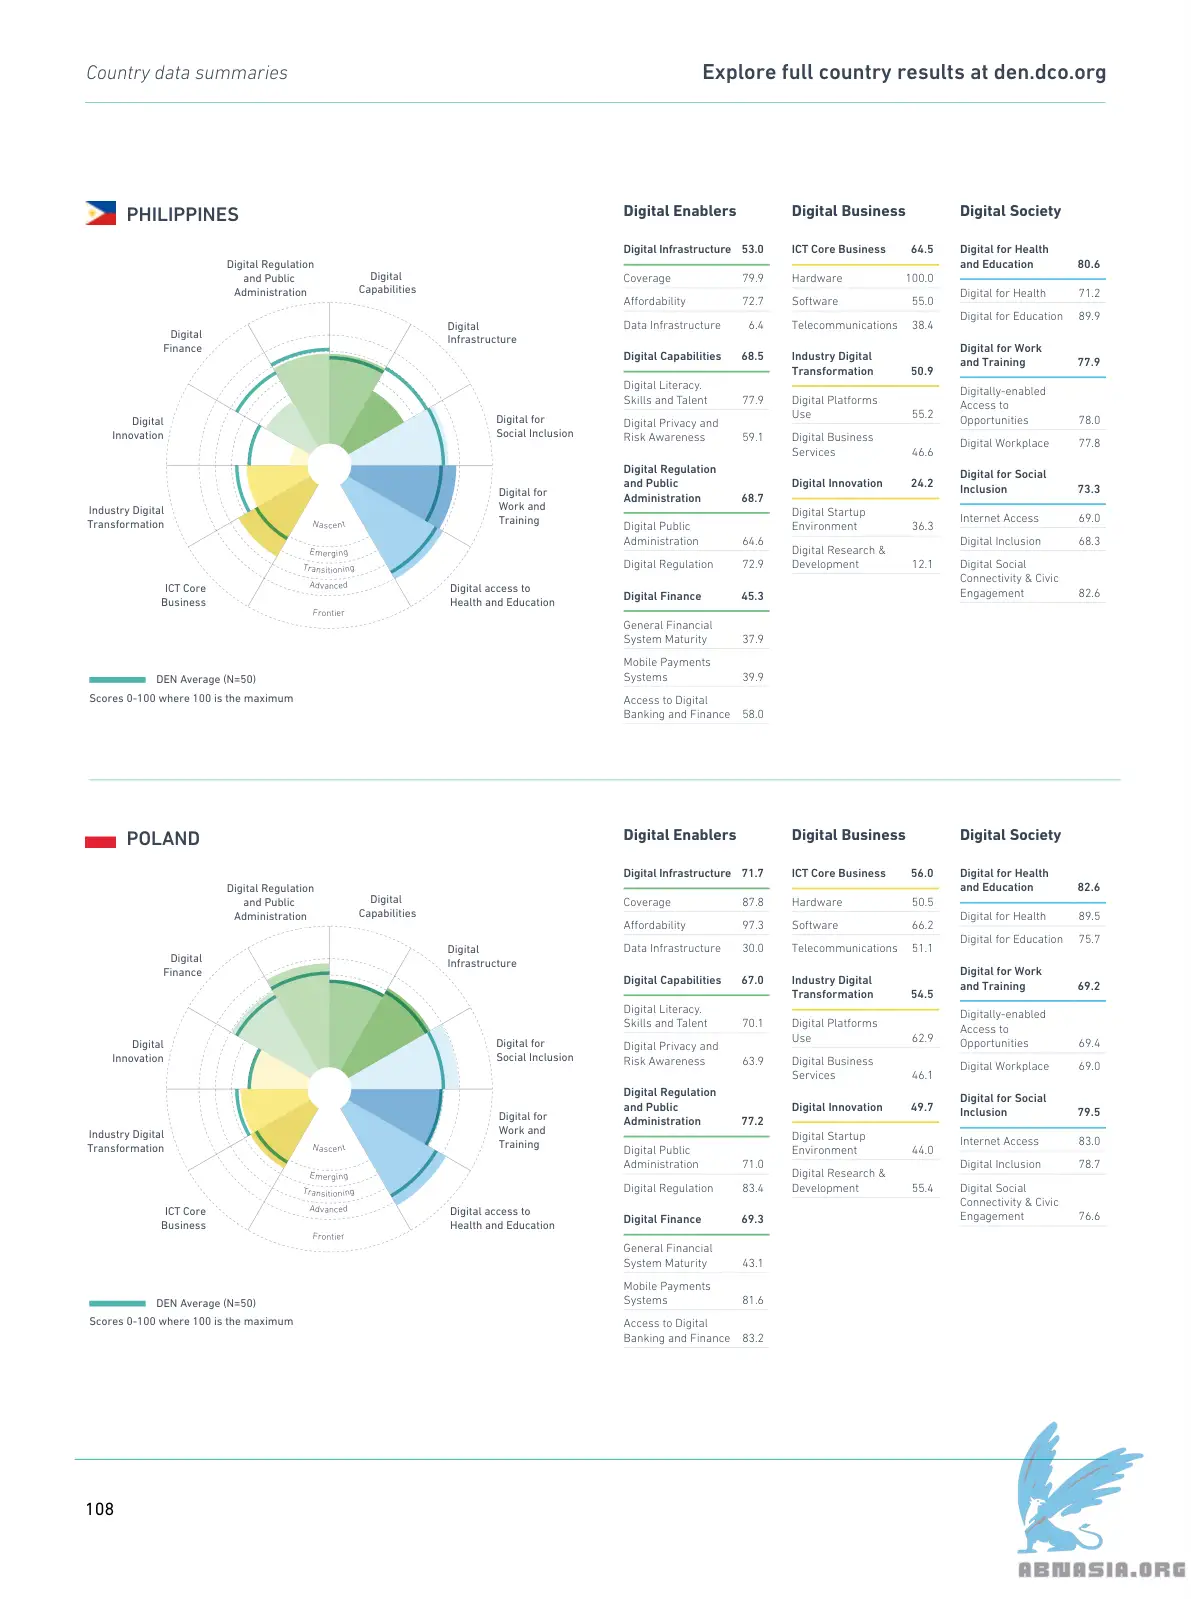 Country data summaries
Explore full country results at den.dco.org
PHILIPPINES
Digital Regulation
and Public
Administration
Digital
Capabilities
Digital
Infrastructure
Digital
Finance
Digital
Innovation
Digital for
Social Inclusion
Industry Digital
Transformation
Digital for
Work and
Training
ICT Core
Business
Digital access to
Health and Education
Nascent
Emerging
Transitioning
Advanced
Frontier
DEN Average (N=50)
Scores 0-100 where 100 is the maximum
Digital Enablers
Digital Infrastructure 53.0
Coverage 79.9
Affordability 72.7
Data Infrastructure 6.4
Digital Capabilities 68.5
Digital Literacy.
Skills and Talent 77.9
Digital Privacy and
Risk Awareness 59.1
Digital Regulation
and Public
Administration 68.7
Digital Public
Administration 64.6
Digital Regulation 72.9
Digital Finance 45.3
General Financial
System Maturity 37.9
Mobile Payments
Systems 39.9
Access to Digital
Banking and Finance 58.0
Digital Business
ICT Core Business 64.5
Hardware 100.0
Software 55.0
Telecommunications 38.4
Industry Digital
Transformation 50.9
Digital Platforms
Use 55.2
Digital Business
Services 46.6
Digital Innovation 24.2
Digital Startup
Environment 36.3
Digital Research &
Development 12.1
Digital Society
Digital for Health
and Education 80.6
Digital for Health 71.2
Digital for Education 89.9
Digital for Work
and Training 77.9
Digitally-enabled
Access to
Opportunities 78.0
Digital Workplace 77.8
Digital for Social
Inclusion 73.3
Internet Access 69.0
Digital Inclusion 68.3
Digital Social
Connectivity & Civic
Engagement 82.6
POLAND
Digital Regulation
and Public
Administration
Digital
Capabilities
Digital
Infrastructure
Digital
Finance
Digital
Innovation
Digital for
Social Inclusion
Industry Digital
Transformation
Digital for
Work and
Training
ICT Core
Business
Digital access to
Health and Education
Nascent
Emerging
Transitioning
Advanced
Frontier
DEN Average (N=50)
Scores 0-100 where 100 is the maximum
Digital Enablers
Digital Infrastructure 71.7
Coverage 87.8
Affordability 97.3
Data Infrastructure 30.0
Digital Capabilities 67.0
Digital Literacy.
Skills and Talent 70.1
Digital Privacy and
Risk Awareness 63.9
Digital Regulation
and Public
Administration 77.2
Digital Public
Administration 71.0
Digital Regulation 83.4
Digital Finance 69.3
General Financial
System Maturity 43.1
Mobile Payments
Systems 81.6
Access to Digital
Banking and Finance 83.2
Digital Business
ICT Core Business 56.0
Hardware 50.5
Software 66.2
Telecommunications 51.1
Industry Digital
Transformation 54.5
Digital Platforms
Use 62.9
Digital Business
Services 46.1
Digital Innovation 49.7
Digital Startup
Environment 44.0
Digital Research &
Development 55.4
Digital Society
Digital for Health
and Education 82.6
Digital for Health 89.5
Digital for Education 75.7
Digital for Work
and Training 69.2
Digitally-enabled
Access to
Opportunities 69.4
Digital Workplace 69.0
Digital for Social
Inclusion 79.5
Internet Access 83.0
Digital Inclusion 78.7
Digital Social
Connectivity & Civic
Engagement 76.6
108
ABNASIA.ORG